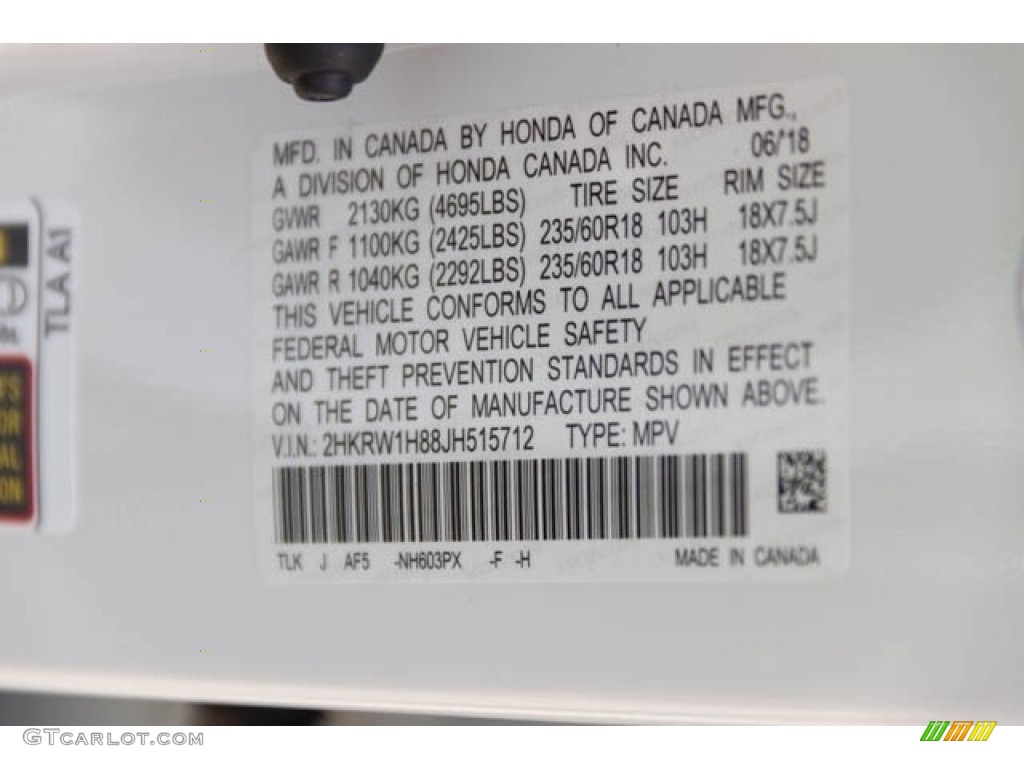 MFD. IN CANADA BY HONDA OF CANADA MFG.,
A DIVISION OF HONDA CANADA INC. 06/18
GVWR 2130KG (4695LBS) TIRE SIZE RIM SIZE
GAWR F 1100KG (2425LBS) 235/60R18 103H 18X7.5J
GAWR R 1040KG (2292LBS) 235/60R18 103H 18X7.5J
THIS VEHICLE CONFORMS TO ALL APPLICABLE
FEDERAL MOTOR VEHICLE SAFETY
AND THEFT PREVENTION STANDARDS IN EFFECT
ON THE DATE OF MANUFACTURE SHOWN ABOVE.
V.I.N.: 2HKRW1H88JH515712 TYPE: MPV
TLK J AF5 -NH603PX -F -H MADE IN CANADA
TLA A1
GTCARLOT.COM